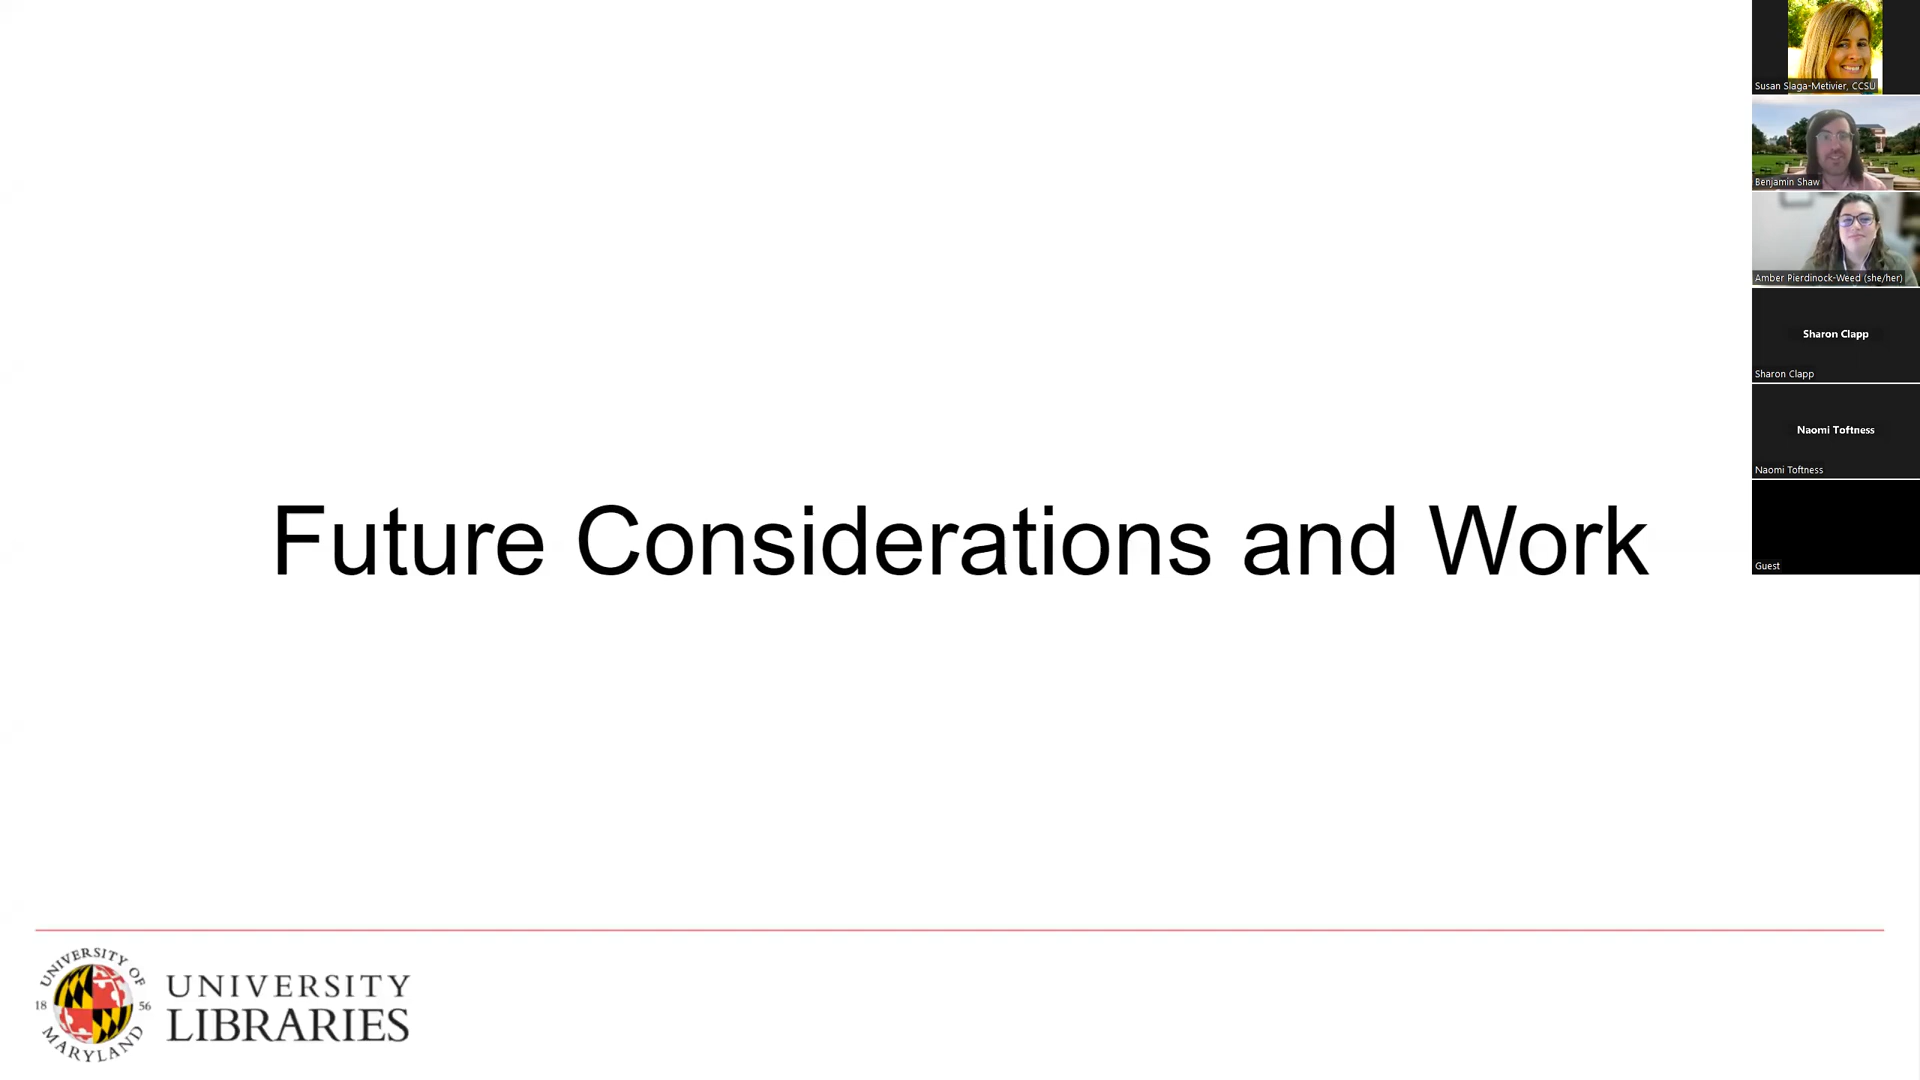 Susan Slaga-Metivier, CCSU
Benjamin Shaw
Amber Pierdinock-Weed (she/her)
Sharon Clapp
Sharon Clapp
Naomi Toftness
Naomi Toftness
Guest
Future Considerations and Work
UNIVERSITY OF
18 56
MARYLAND
UNIVERSITY
LIBRARIES